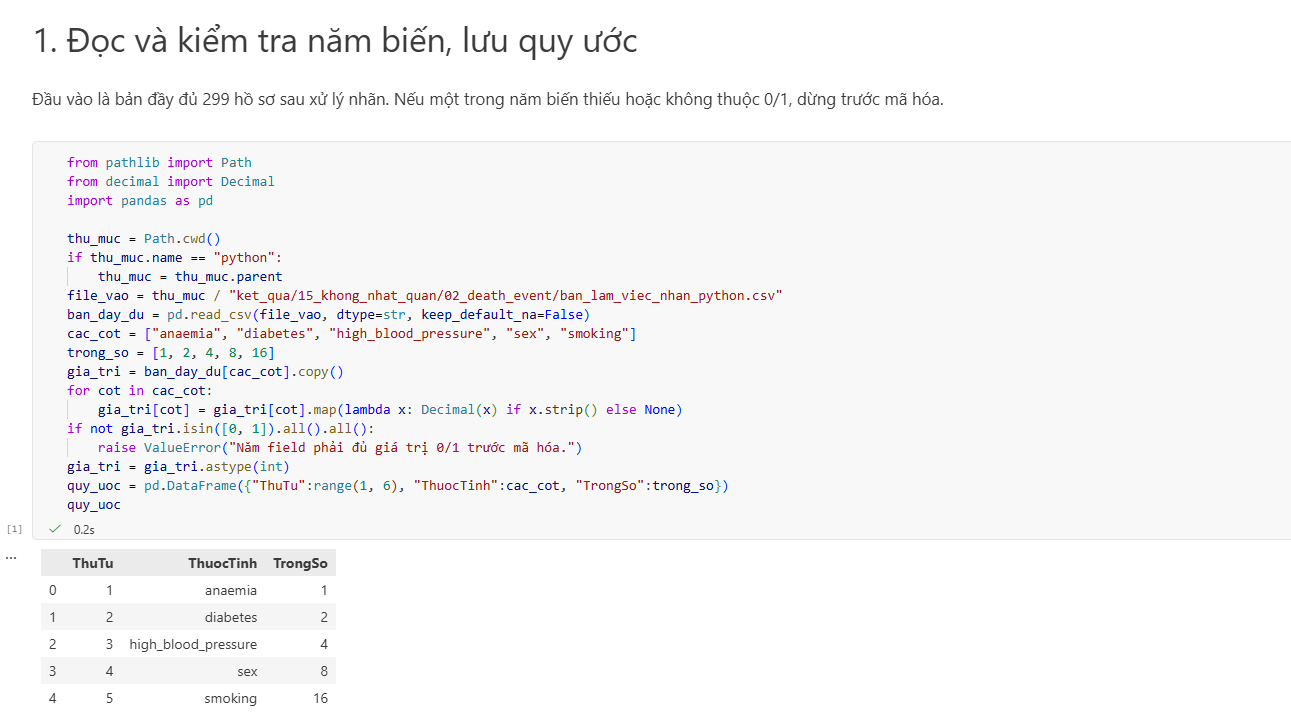 1. Đọc và kiểm tra năm biến, lưu quy ước
Đầu vào là bản đầy đủ 299 hồ sơ sau xử lý nhãn. Nếu một trong năm biến thiếu hoặc không thuộc 0/1, dừng trước mã hóa.
from pathlib import Path
from decimal import Decimal
import pandas as pd
thu_muc = Path.cwd()
if thu_muc.name == "python":
    thu_muc = thu_muc.parent
file_vao = thu_muc / "ket_qua/15_khong_nhat_quan/02_death_event/ban_lam_viec_nhan_python.csv"
ban_day_du = pd.read_csv(file_vao, dtype=str, keep_default_na=False)
cac_cot = ["anaemia", "diabetes", "high_blood_pressure", "sex", "smoking"]
trong_so = [1, 2, 4, 8, 16]
gia_tri = ban_day_du[cac_cot].copy()
for cot in cac_cot:
    gia_tri[cot] = gia_tri[cot].map(lambda x: Decimal(x) if x.strip() else None)
if not gia_tri.isin([0, 1]).all().all():
    raise ValueError("Năm field phải đủ giá trị 0/1 trước mã hóa.")
gia_tri = gia_tri.astype(int)
quy_uoc = pd.DataFrame({"ThuTu":range(1, 6), "ThuocTinh":cac_cot, "TrongSo":trong_so})
quy_uoc
[1] ✓ 0.2s
...
ThuTu ThuocTinh TrongSo
0 1 anaemia 1
1 2 diabetes 2
2 3 high_blood_pressure 4
3 4 sex 8
4 5 smoking 16